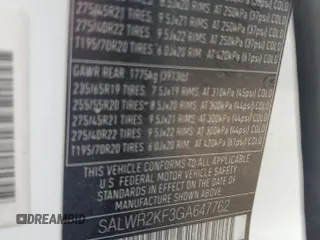 275/45R21 TIRES 9 5Jx21 RIMS AT 250kPa (37psi) COLD
275/40R22 TIRES 9 5Jx22 RIMS AT 250kPa (37psi) COLD
T195/70R20 TIRES 6 0Jx20 RIM, AT 420kPa (61psi) COLD
GAWR REAR: 1775kg (3913lb)
235/65R19 TIRES 7 5Jx19 RIMS AT 310kPa (45psi) COLD
255/55R20 TIRES 8 5Jx20 RIMS AT 300kPa (44psi) COLD
275/45R21 TIRES 9 5Jx21 RIMS AT 300kPa (44psi) COLD
275/40R22 TIRES 9 5Jx22 RIMS AT 300kPa (44psi) COLD
T195/70R20 TIRES 6 0Jx20 RIM, AT 420kPa (61psi) COLD
THIS VEHICLE CONFORMS TO ALL APPLICABLE
U.S.A. FEDERAL MOTOR VEHICLE SAFETY
STANDARDS IN EFFECT ON THE DATE OF
MANUFACTURE SHOWN ABOVE.
SALWR2KF3GA647762